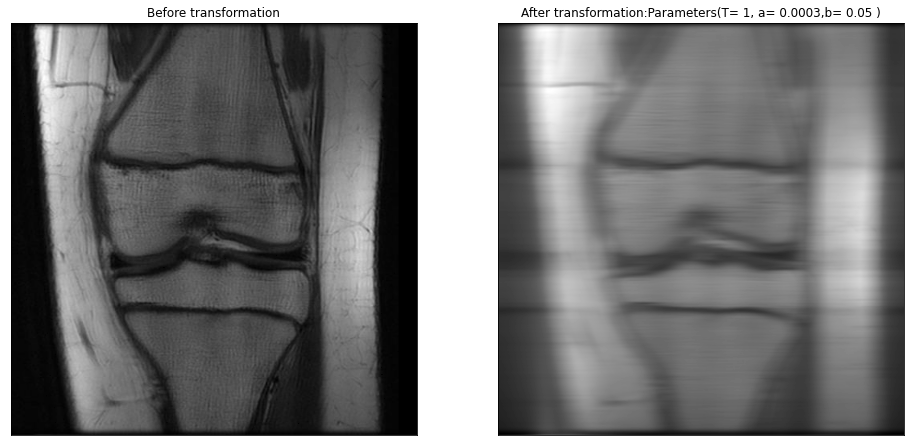 Before transformation
After transformation:Parameters(T= 1, a= 0.0003,b= 0.05 )